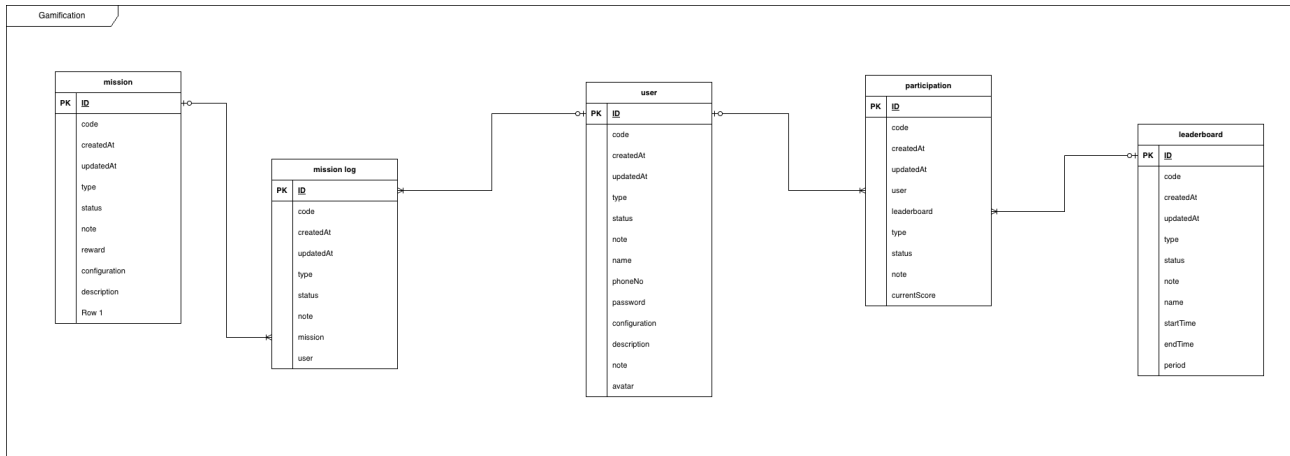 Gamification
mission
PK ID
code
createdAt
updatedAt
type
status
note
reward
configuration
description
Row 1
mission log
PK ID
code
createdAt
updatedAt
type
status
note
mission
user
user
PK ID
code
createdAt
updatedAt
type
status
note
name
phoneNo
password
configuration
description
note
avatar
participation
PK ID
code
createdAt
updatedAt
user
leaderboard
type
status
note
currentScore
leaderboard
PK ID
code
createdAt
updatedAt
type
status
note
name
startTime
endTime
period